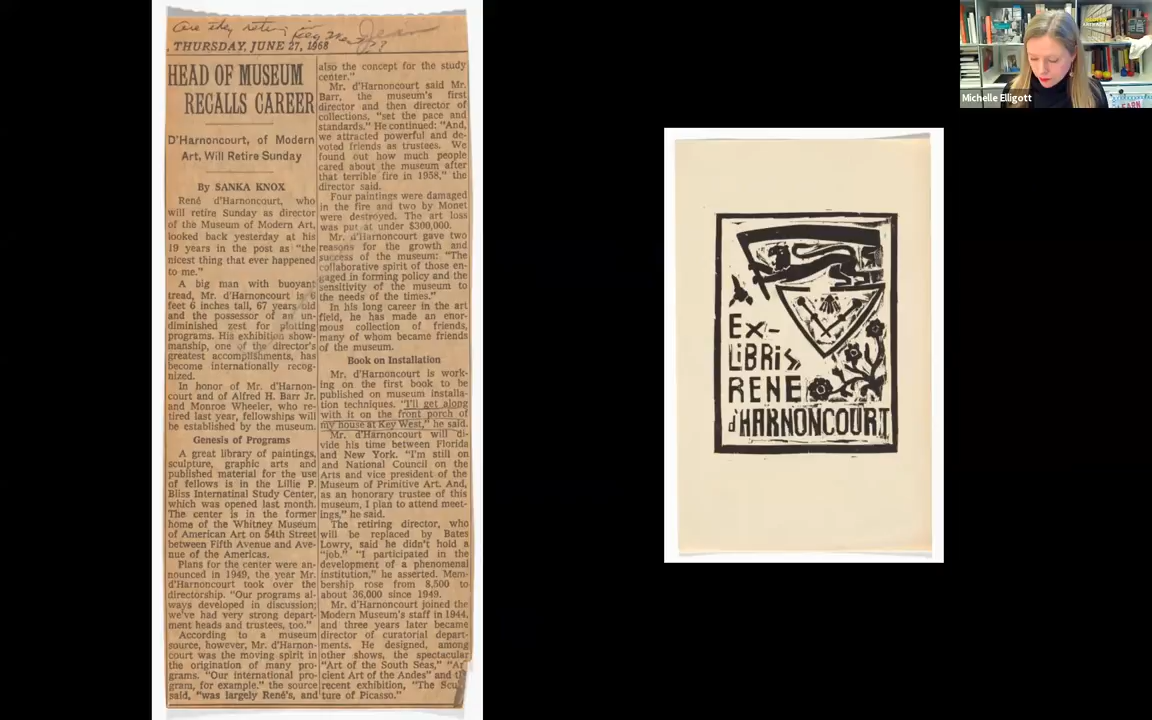 are they
THURSDAY, JUNE 27, 1968
HEAD OF MUSEUM
RECALLS CAREER
D'Harnoncourt, of Modern
Art, Will Retire Sunday
By SANKA KNOX
René d'Harnoncourt, who
will retire Sunday as director
of the Museum of Modern Art,
looked back yesterday at his
19 years in the post as "the
nicest thing that ever happened
to me."
A big man with buoyant
tread, Mr. d'Harnoncourt is 6
feet 6 inches tall, 67 years old
and the possessor of an un-
diminished zest for plotting
programs. His exhibition show-
manship, one of the director's
greatest accomplishments, has
become internationally recog-
nized.
In honor of Mr. d'Harnon-
court and of Alfred H. Barr Jr.
and Monroe Wheeler, who re-
tired last year, fellowships will
be established by the museum.
Genesis of Programs
A great library of paintings,
sculpture, graphic arts and
published material for the use
of fellows is in the Lillie P.
Bliss Internatinal Study Center,
which was opened last month.
The center is in the former
home of the Whitney Museum
of American Art on 54th Street
between Fifth Avenue and Ave-
nue of the Americas.
Plans for the center were an-
nounced in 1949, the year Mr.
d'Harnoncourt took over the
directorship. "Our programs al-
ways developed in discussion;
we've had very strong depart-
ment heads and trustees, too."
According to a museum
source, however, Mr. d'Harnon-
court was the moving spirit in
the origination of many pro-
grams. "Our international pro-
gram, for example." the source
said, "was largely René's, and
also the concept for the study
center."
Mr. d'Harnoncourt said Mr.
Barr, the museum's first
director and then director of
collections, "set the pace and
standards." He continued: "And,
we attracted powerful and de-
voted friends as trustees. We
found out how much people
cared about the museum after
that terrible fire in 1958," the
director said.
Four paintings were damaged
in the fire and two by Monet
were destroyed. The art loss
was put at under $300,000.
Mr. d'Harnoncourt gave two
reasons for the growth and
success of the museum: "The
collaborative spirit of those en-
gaged in forming policy and the
sensitivity of the museum to
the needs of the times."
In his long career in the art
field, he has made an enor-
mous collection of friends,
many of whom became friends
of the museum.
Book on Installation
Mr. d'Harnoncourt is work-
ing on the first book to be
published on museum installa-
tion techniques. "I'll get along
with it on the front porch of
my house at Key West," he said.
Mr. d'Harnoncourt will di-
vide his time between Florida
and New York. "I'm still on
and National Council on the
Arts and vice president of the
Museum of Primitive Art. And,
as an honorary trustee of this
museum, I plan to attend meet-
ings," he said.
The retiring director, who
will be replaced by Bates
Lowry, said he didn't hold a
"job." "I participated in the
development of a phenomenal
institution," he asserted. Mem-
bership rose from 8,500 to
about 36,000 since 1949.
Mr. d'Harnoncourt joined the
Modern Museum's staff in 1944,
and three years later became
director of curatorial depart-
ments. He designed, among
other shows, the spectacular
"Art of the South Seas," "An
cient Art of the Andes" and
recent exhibition, "The Scul
ture of Picasso."
EX-
LIBRIS
RENE
d'HARNONCOURT
Michelle Elligott